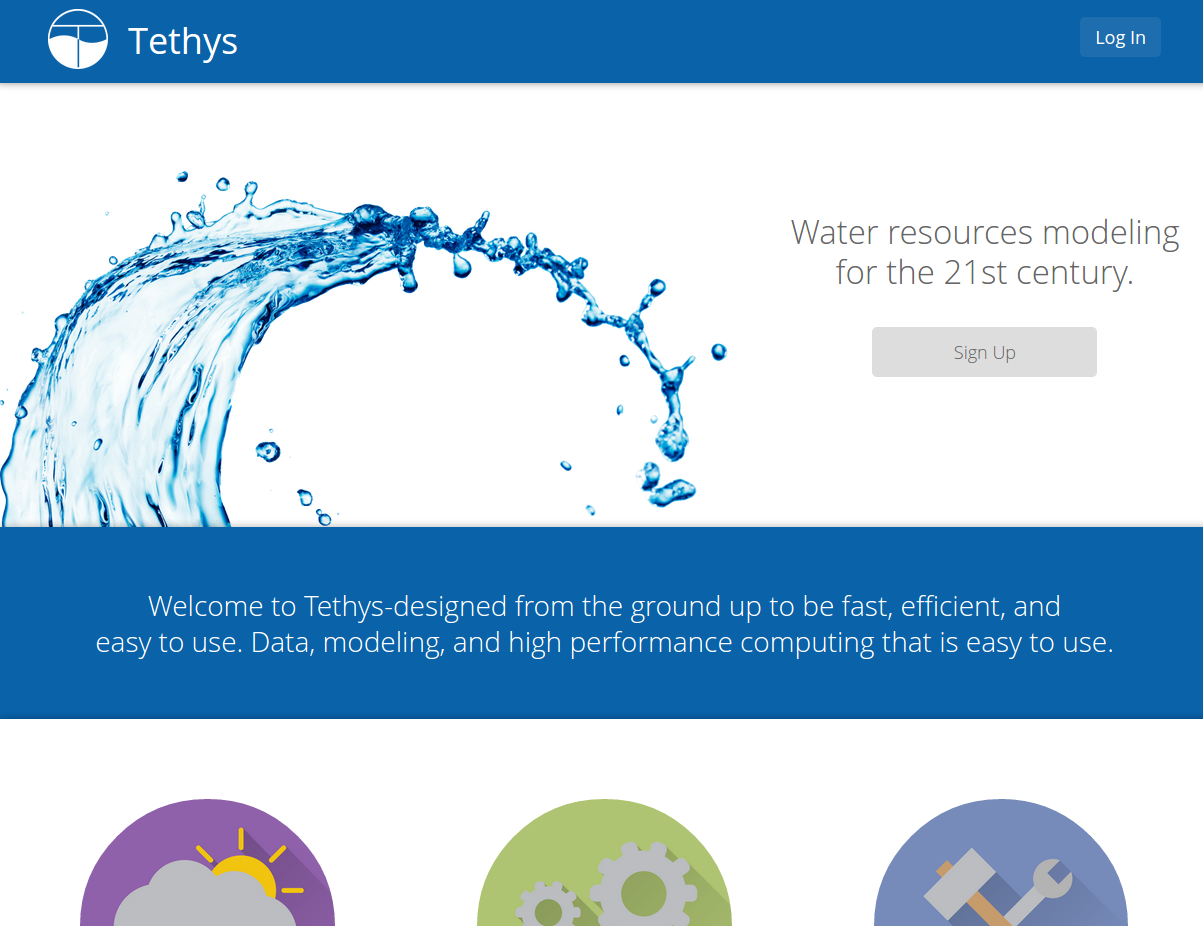 Tethys
Log In
Water resources modeling
for the 21st century.
Sign Up
Welcome to Tethys-designed from the ground up to be fast, efficient, and
easy to use. Data, modeling, and high performance computing that is easy to use.